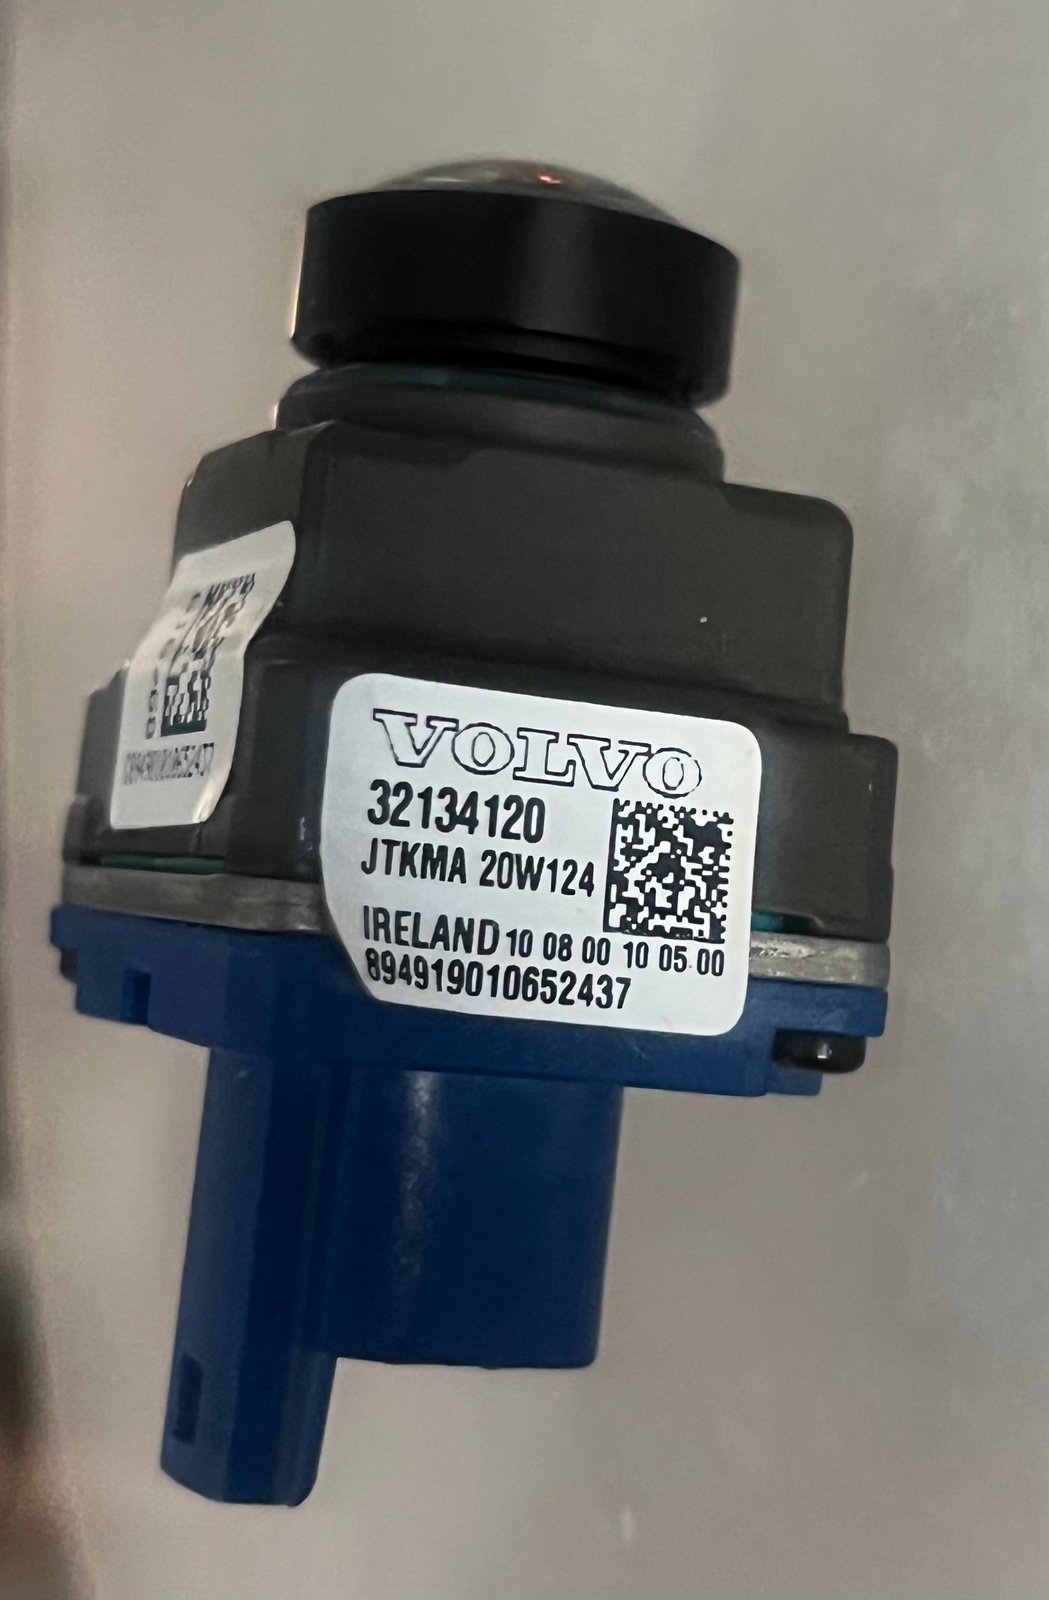 VOLVO
32134120
JTKMA 20W124
IRELAND 10 08 00 10 05 00
894919010652437